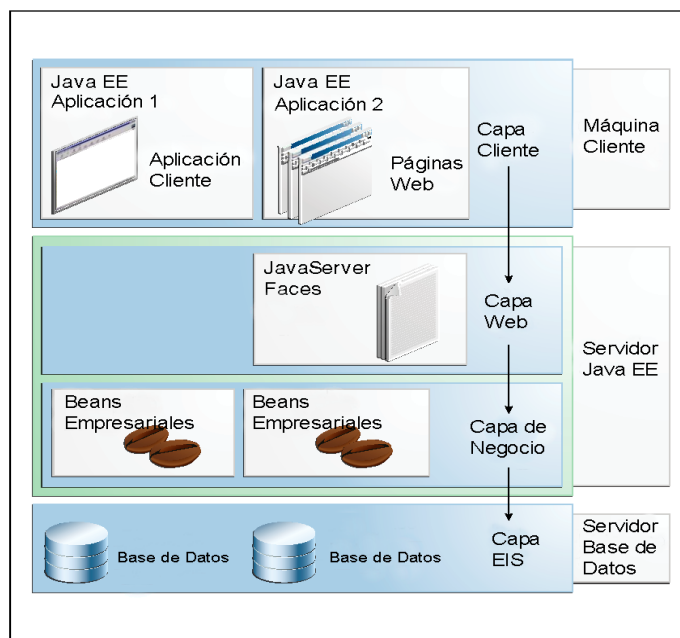 Java EE
Aplicación 1
Aplicación
Cliente
Java EE
Aplicación 2
Páginas
Web
Capa
Cliente
Máquina
Cliente
JavaServer
Faces
Capa
Web
Servidor
Java EE
Beans
Empresariales
Beans
Empresariales
Capa de
Negocio
Base de Datos
Base de Datos
Capa
EIS
Servidor
Base de
Datos